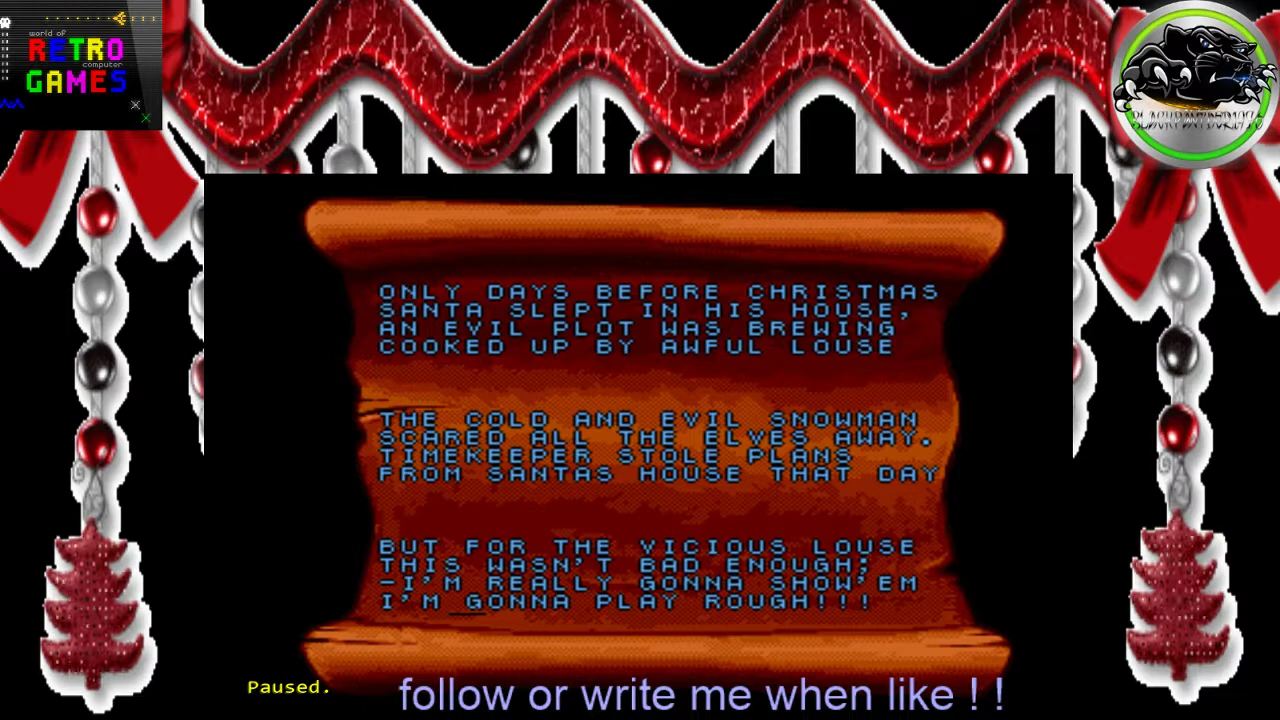 world of
RETRO
computer
GAMES
BLACKPANTHER1976
ONLY DAYS BEFORE CHRISTMAS
SANTA SLEPT IN HIS HOUSE,
AN EVIL PLOT WAS BREWING
COOKED UP BY AWFUL LOUSE
THE COLD AND EVIL SNOWMAN
SCARED ALL THE ELVES AWAY.
TIMEKEEPER STOLE PLANS
FROM SANTAS HOUSE THAT DAY
BUT FOR THE VICIOUS LOUSE
THIS WASN'T BAD ENOUGH;
-I'M REALLY GONNA SHOW'EM
I'M GONNA PLAY ROUGH!!!
Paused.
follow or write me when like ! !